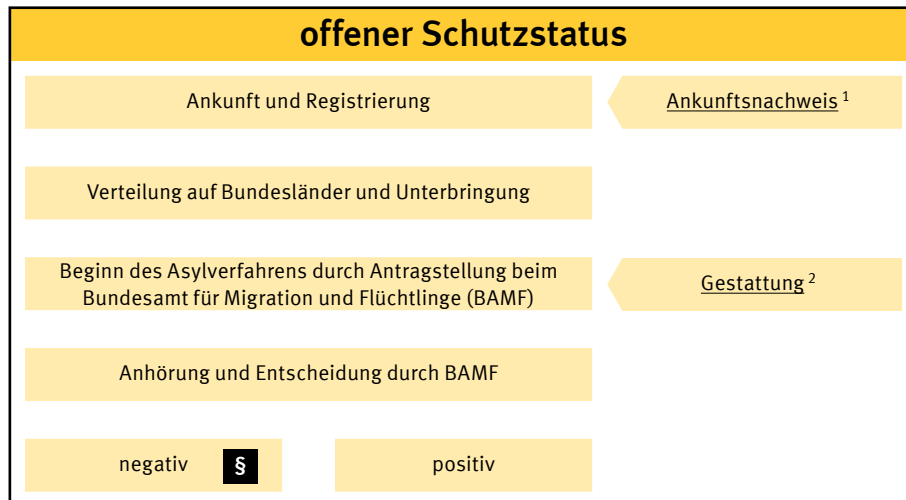 offener Schutzstatus
Ankunft und Registrierung
Ankunftsnachweis ¹
Verteilung auf Bundesländer und Unterbringung
Beginn des Asylverfahrens durch Antragstellung beim
Bundesamt für Migration und Flüchtlinge (BAMF)
Gestattung ²
Anhörung und Entscheidung durch BAMF
negativ §
positiv